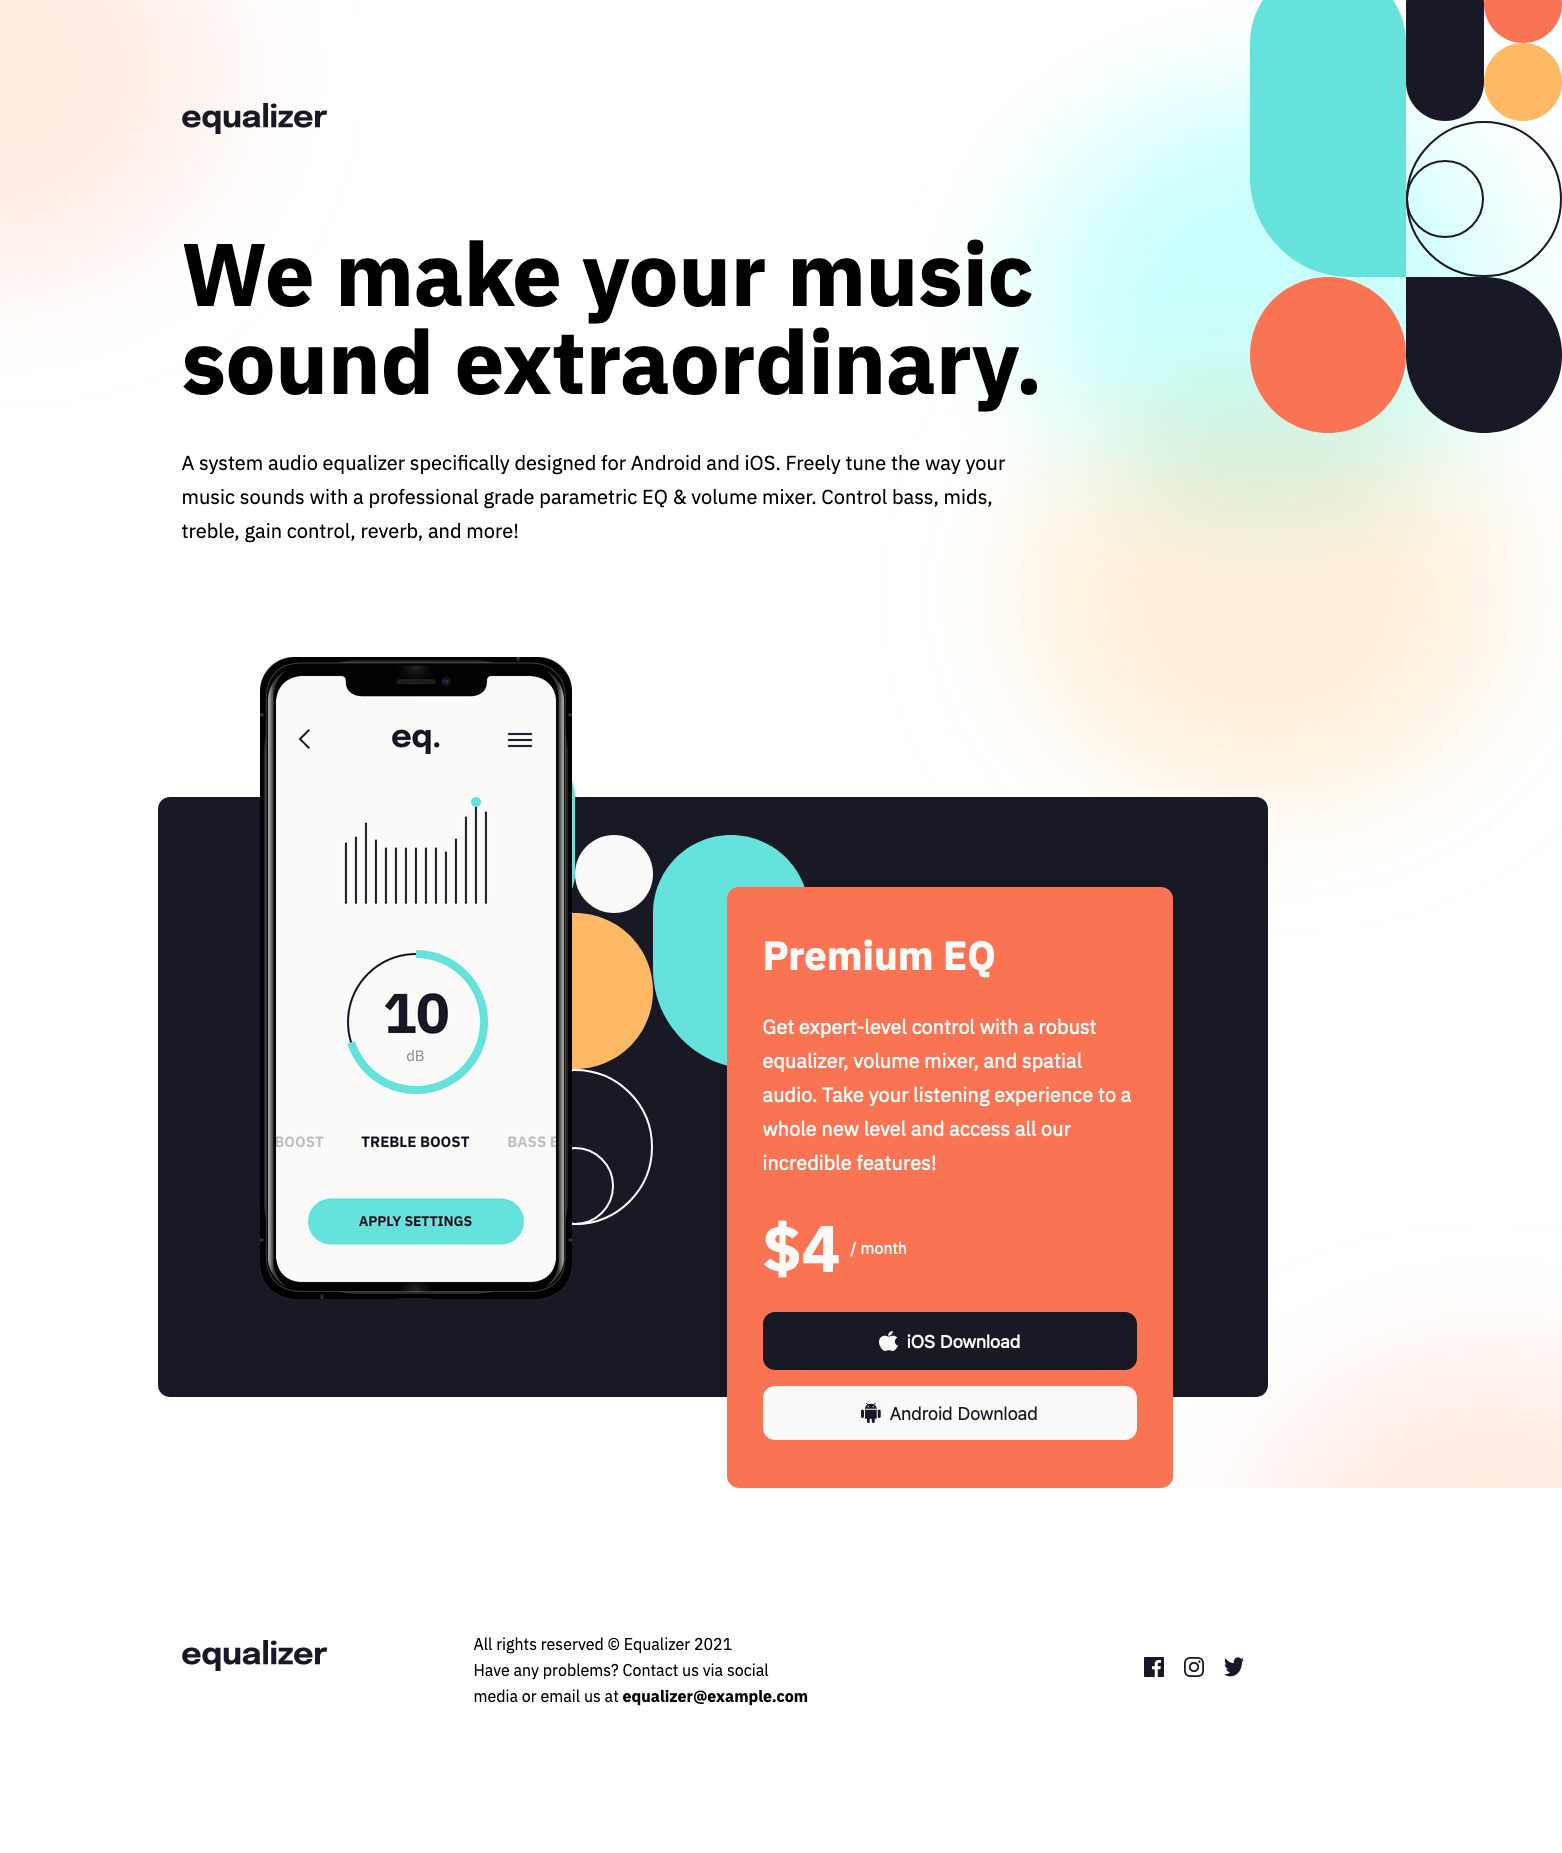 equalizer
We make your music
sound extraordinary.
A system audio equalizer specifically designed for Android and iOS. Freely tune the way your
music sounds with a professional grade parametric EQ & volume mixer. Control bass, mids,
treble, gain control, reverb, and more!
eq.
10
dB
BOOST TREBLE BOOST BASS B
APPLY SETTINGS
Premium EQ
Get expert-level control with a robust
equalizer, volume mixer, and spatial
audio. Take your listening experience to a
whole new level and access all our
incredible features!
$4 / month
iOS Download
Android Download
equalizer
All rights reserved © Equalizer 2021
Have any problems? Contact us via social
media or email us at equalizer@example.com